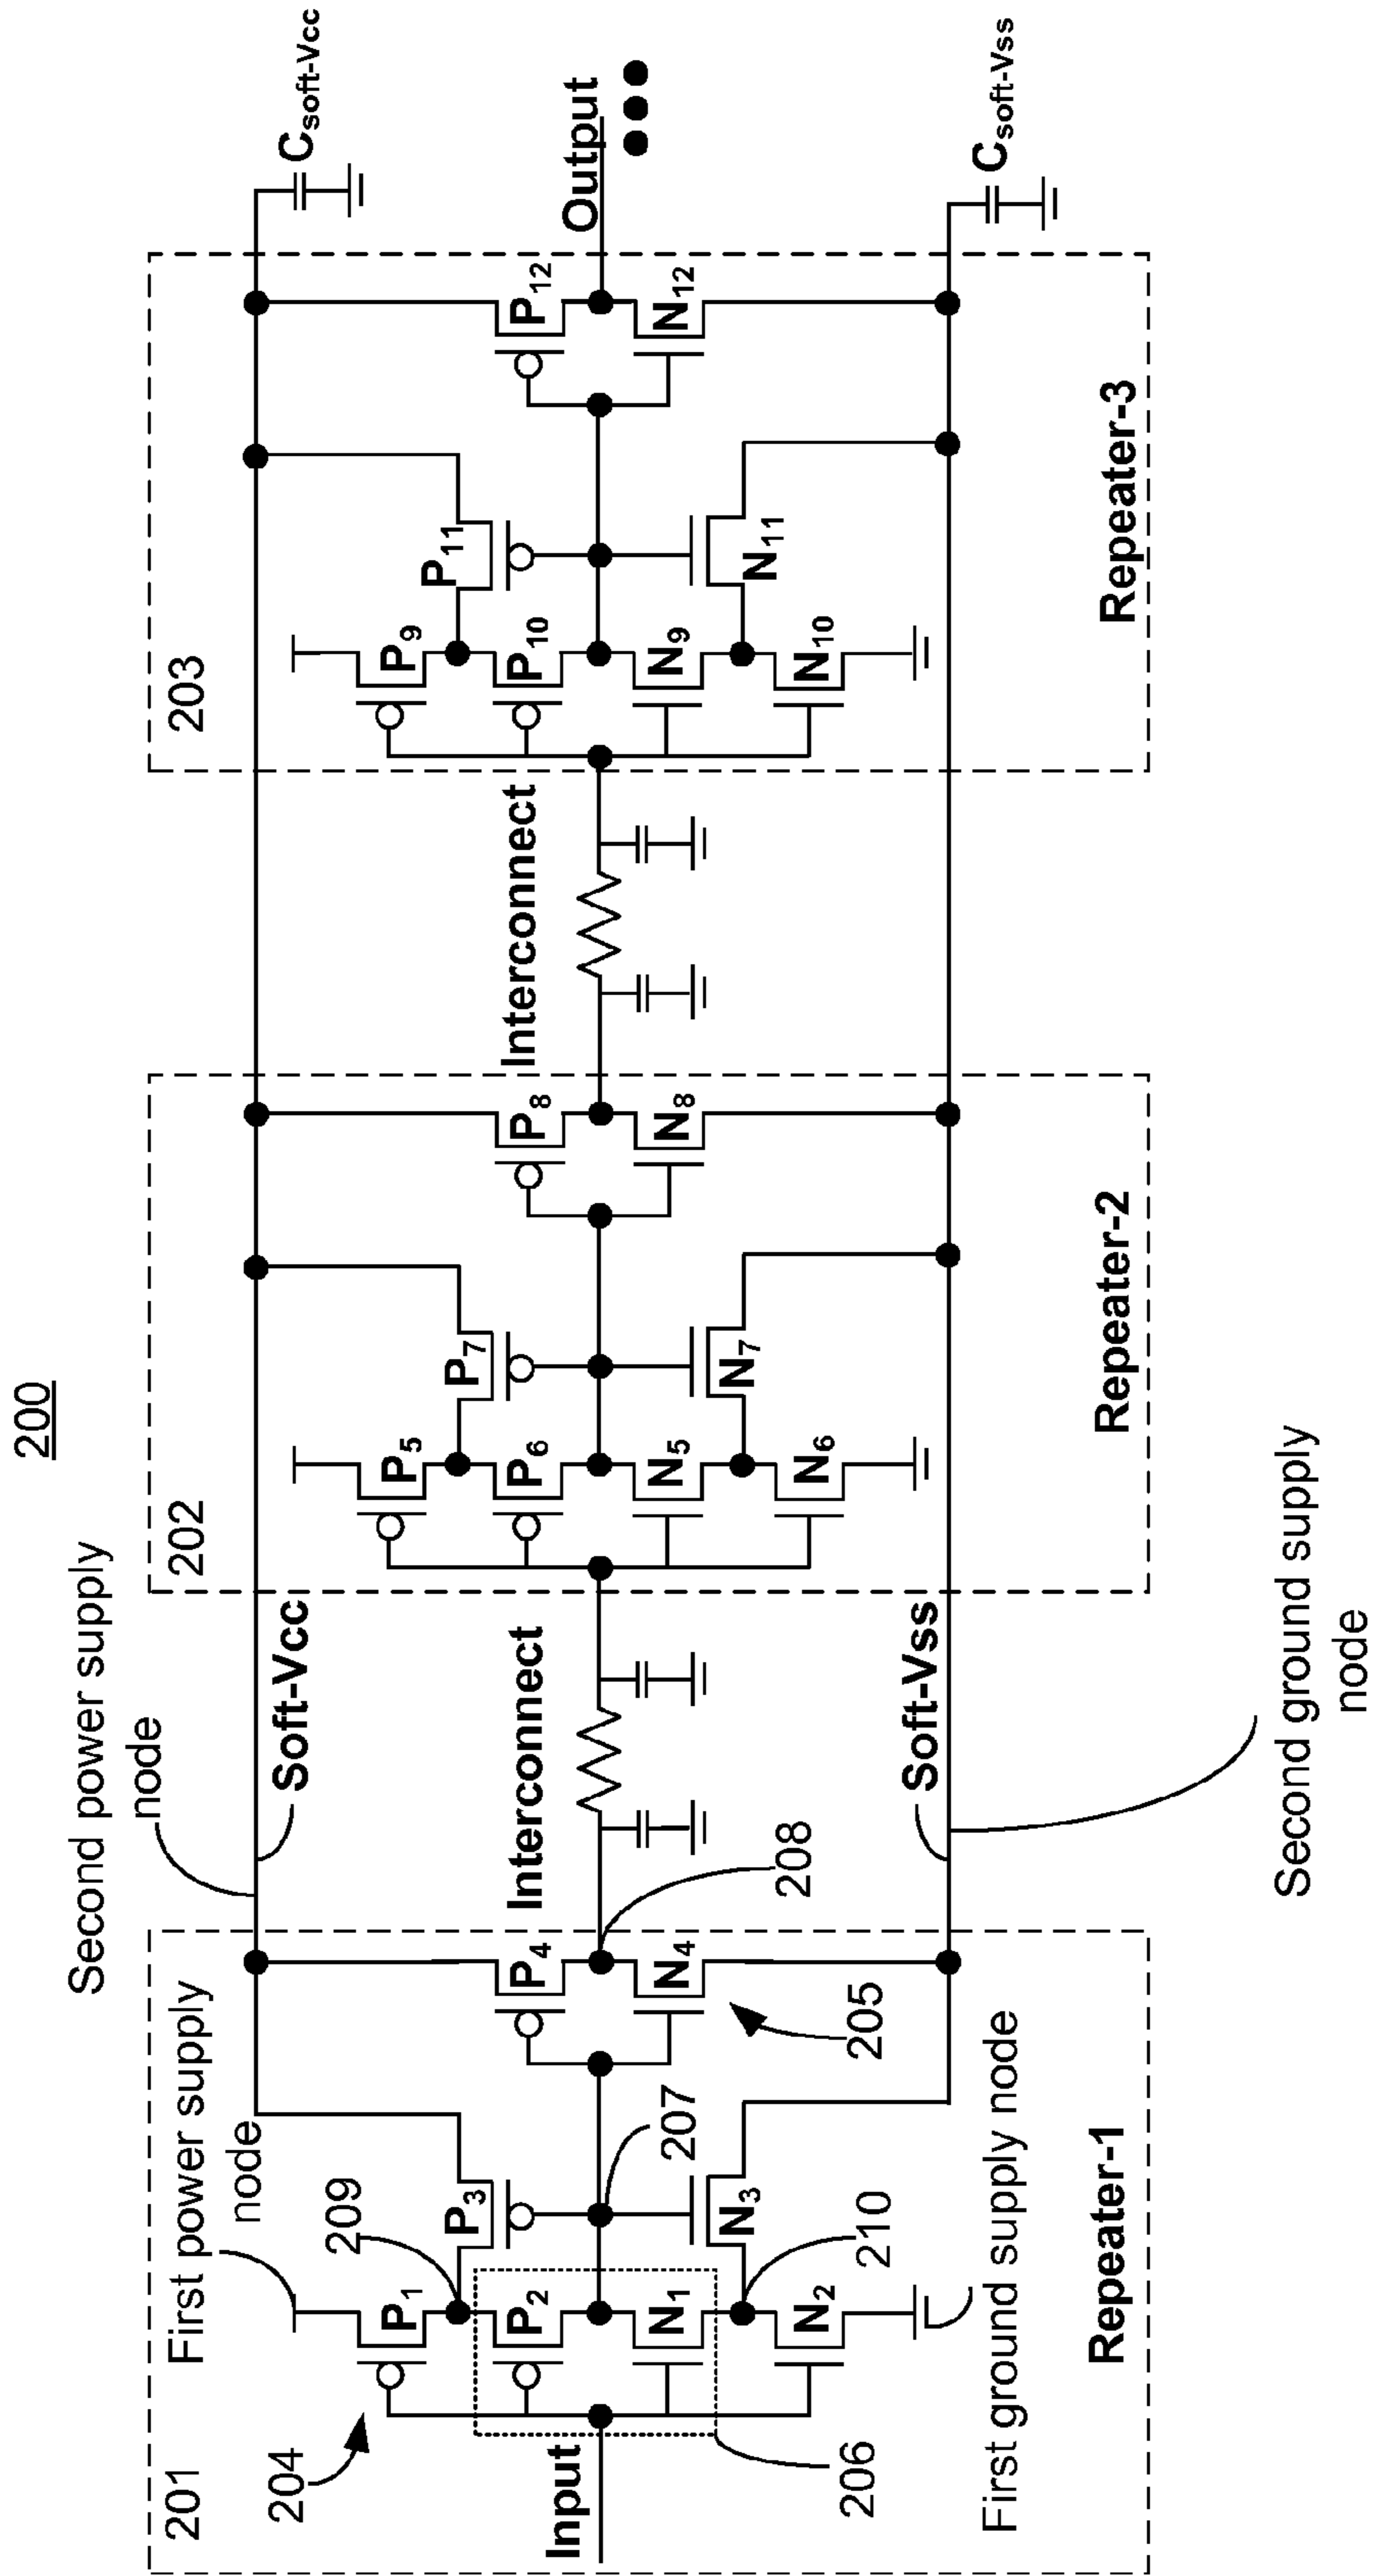 200
Second power supply
node
Soft-Vcc
Csoft-Vcc
201
First power supply
node
204
209
P1
P2
P3
P4
N1
N2
N3
N4
Input
206
207
208
205
210
First ground supply node
Repeater-1
Interconnect
Soft-Vss
Second ground supply
node
202
P5
P6
P7
P8
N5
N6
N7
N8
Repeater-2
Interconnect
203
P9
P10
P11
P12
N9
N10
N11
N12
Repeater-3
Output
Csoft-Vss